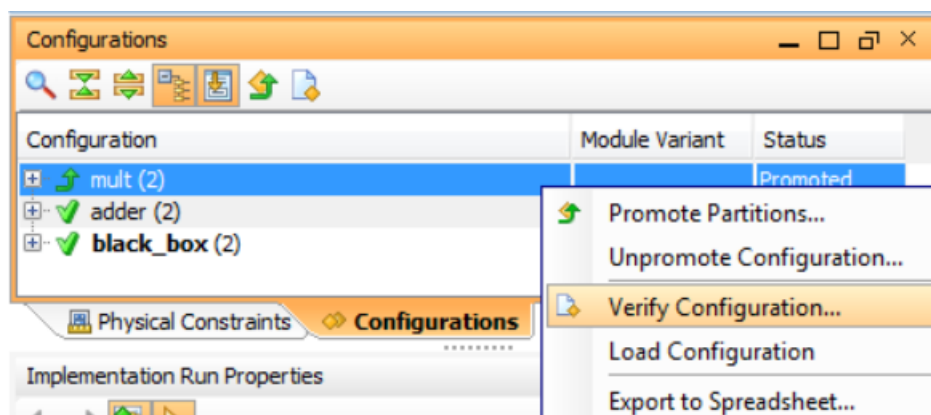 Configurations
Configuration Module Variant Status
mult (2) Promoted
adder (2)
black_box (2)
Promote Partitions...
Unpromote Configuration...
Verify Configuration...
Load Configuration
Export to Spreadsheet...
Physical Constraints Configurations
Implementation Run Properties